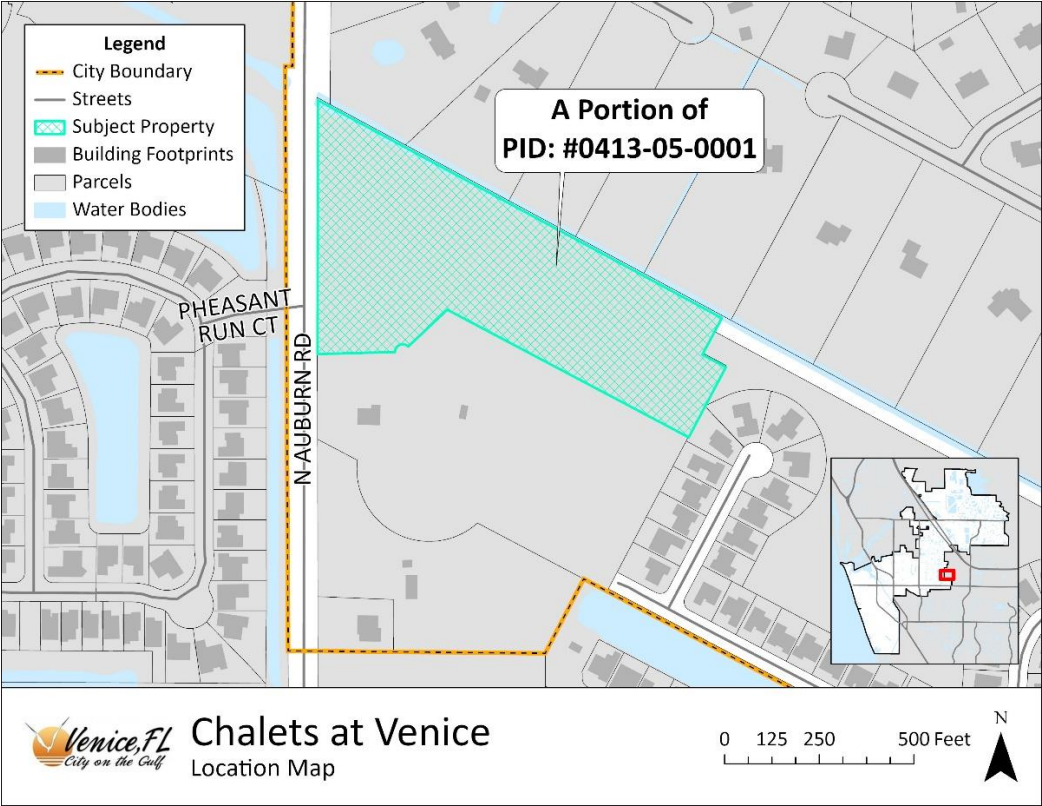 Legend
City Boundary
Streets
Subject Property
Building Footprints
Parcels
Water Bodies
A Portion of
PID: #0413-05-0001
PHEASANT
RUN CT
N AUBURN RD
Venice, FL
City on the Gulf
Chalets at Venice
Location Map
0 125 250 500 Feet
N